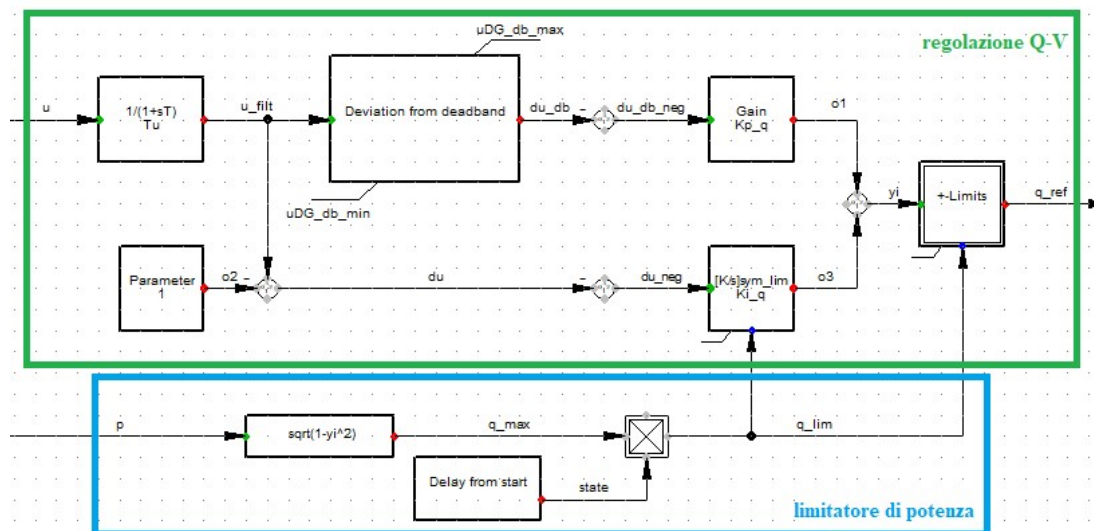 µDG_db_max
regolazione Q-V
u
1/(1+sT)
Tu
u_filt
Deviation from deadband
du_db
-
du_db_neg
Gain
Kp_q
o1
uDG_db_min
yi
+-Limits
q_ref
Parameter
1
o2
-
du
-
du_neg
[K/s]sym_lim
Ki_q
o3
p
sqrt(1-yi^2)
q_max
q_lim
Delay from start
state
limitatore di potenza